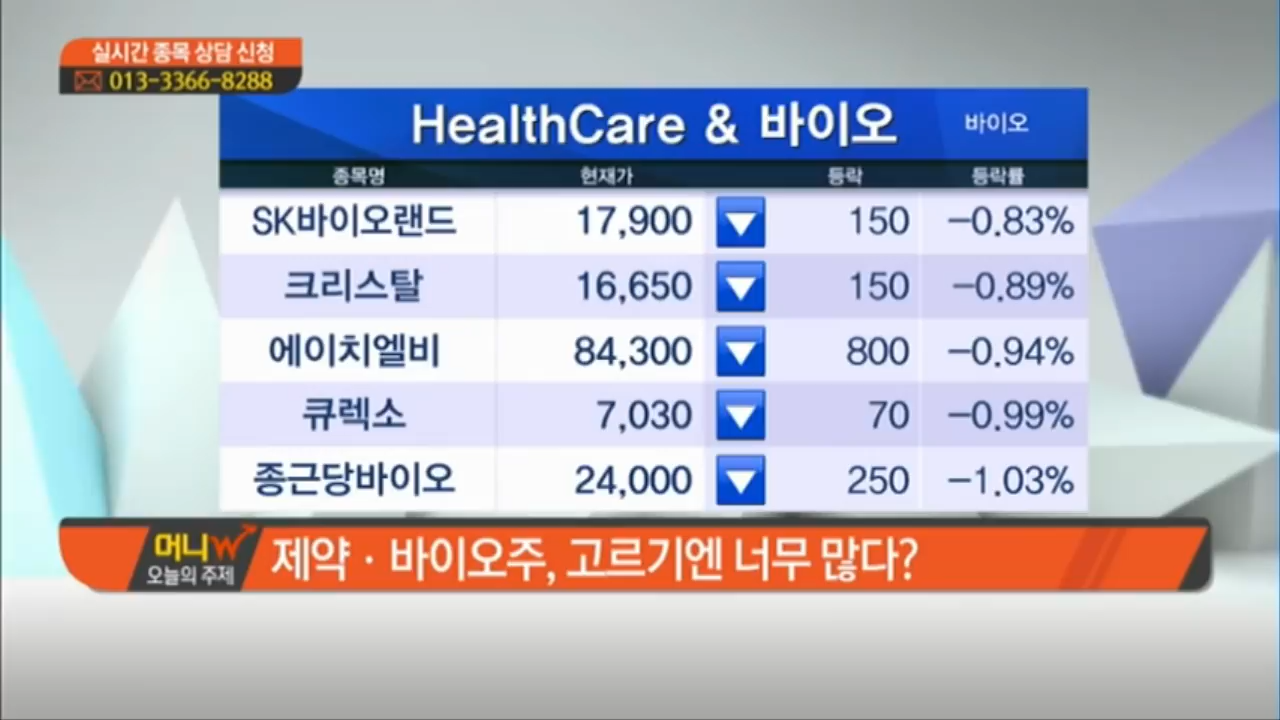 실시간 종목 상담 신청
013-3366-8288
HealthCare & 바이오 바이오
종목명 현재가 등락 등락률
SK바이오랜드 17,900 ▼ 150 -0.83%
크리스탈 16,650 ▼ 150 -0.89%
에이치엘비 84,300 ▼ 800 -0.94%
큐렉소 7,030 ▼ 70 -0.99%
종근당바이오 24,000 ▼ 250 -1.03%
머니W
오늘의 주제
제약 · 바이오주, 고르기엔 너무 많다?